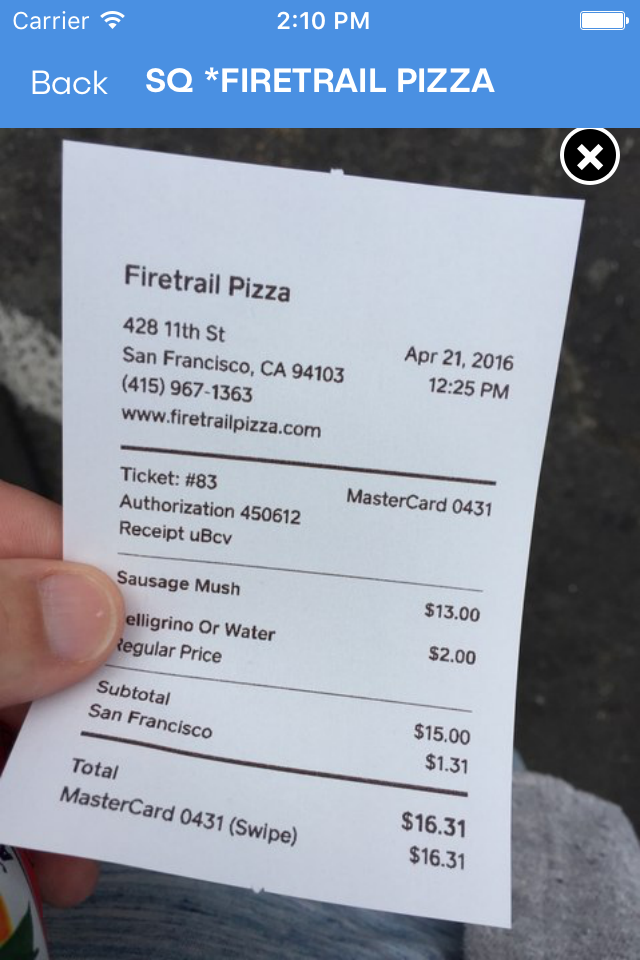 Carrier 2:10 PM
Back SQ *FIRETRAIL PIZZA
Firetrail Pizza
428 11th St
San Francisco, CA 94103 Apr 21, 2016
(415) 967-1363 12:25 PM
www.firetrailpizza.com
Ticket: #83 MasterCard 0431
Authorization 450612
Receipt uBcv
Sausage Mush $13.00
elligrino Or Water
Regular Price $2.00
Subtotal $15.00
San Francisco $1.31
Total $16.31
MasterCard 0431 (Swipe) $16.31